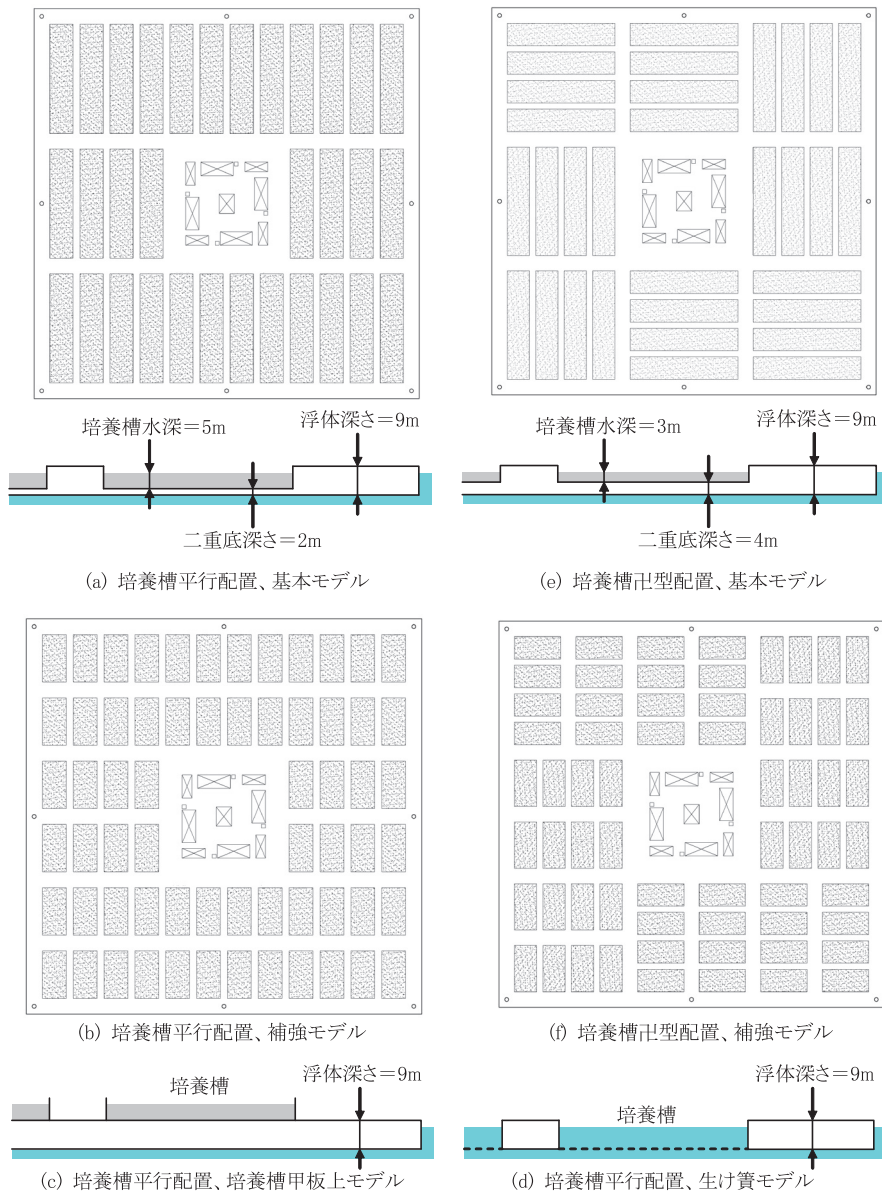 培養槽水深=5m
浮体深さ=9m
二重底深さ=2m
(a) 培養槽平行配置、基本モデル
培養槽水深=3m
浮体深さ=9m
二重底深さ=4m
(e) 培養槽卍型配置、基本モデル
(b) 培養槽平行配置、補強モデル
(f) 培養槽卍型配置、補強モデル
培養槽
浮体深さ=9m
(c) 培養槽平行配置、培養槽甲板上モデル
培養槽
浮体深さ=9m
(d) 培養槽平行配置、生け簀モデル